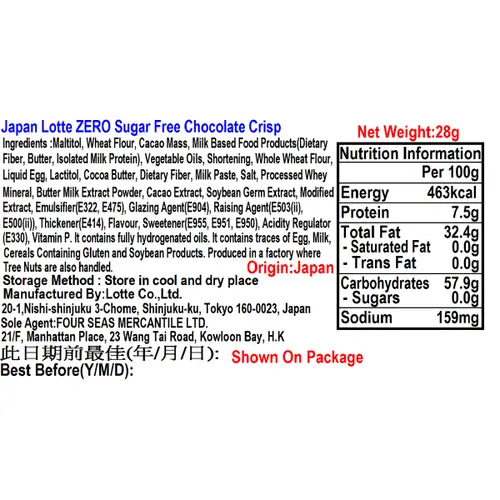 Japan Lotte ZERO Sugar Free Chocolate Crisp
Ingredients :Maltitol, Wheat Flour, Cacao Mass, Milk Based Food Products(Dietary
Fiber, Butter, Isolated Milk Protein), Vegetable Oils, Shortening, Whole Wheat Flour,
Liquid Egg, Lactitol, Cocoa Butter, Dietary Fiber, Milk Paste, Salt, Processed Whey
Mineral, Butter Milk Extract Powder, Cacao Extract, Soybean Germ Extract, Modified
Extract, Emulsifier(E322, E475), Glazing Agent(E904), Raising Agent(E503(ii),
E500(ii)), Thickener(E414), Flavour, Sweetener(E955, E951, E950), Acidity Regulator
(E330), Vitamin P. It contains fully hydrogenated oils. It contains traces of Egg, Milk,
Cereals Containing Gluten and Soybean Products. Produced in a factory where
Tree Nuts are also handled.
Origin:Japan
Storage Method : Store in cool and dry place
Manufactured By:Lotte Co.,Ltd.
20-1,Nishi-shinjuku 3-Chome, Shinjuku-ku, Tokyo 160-0023, Japan
Sole Agent:FOUR SEAS MERCANTILE LTD.
21/F, Manhattan Place, 23 Wang Tai Road, Kowloon Bay, H.K
此日期前最佳(年/月/日):
Shown On Package
Best Before(Y/M/D):
Net Weight:28g
Nutrition Information
Per 100g
Energy 463kcal
Protein 7.5g
Total Fat 32.4g
- Saturated Fat 0.0g
- Trans Fat 0.0g
Carbohydrates 57.9g
- Sugars 0.0g
Sodium 159mg